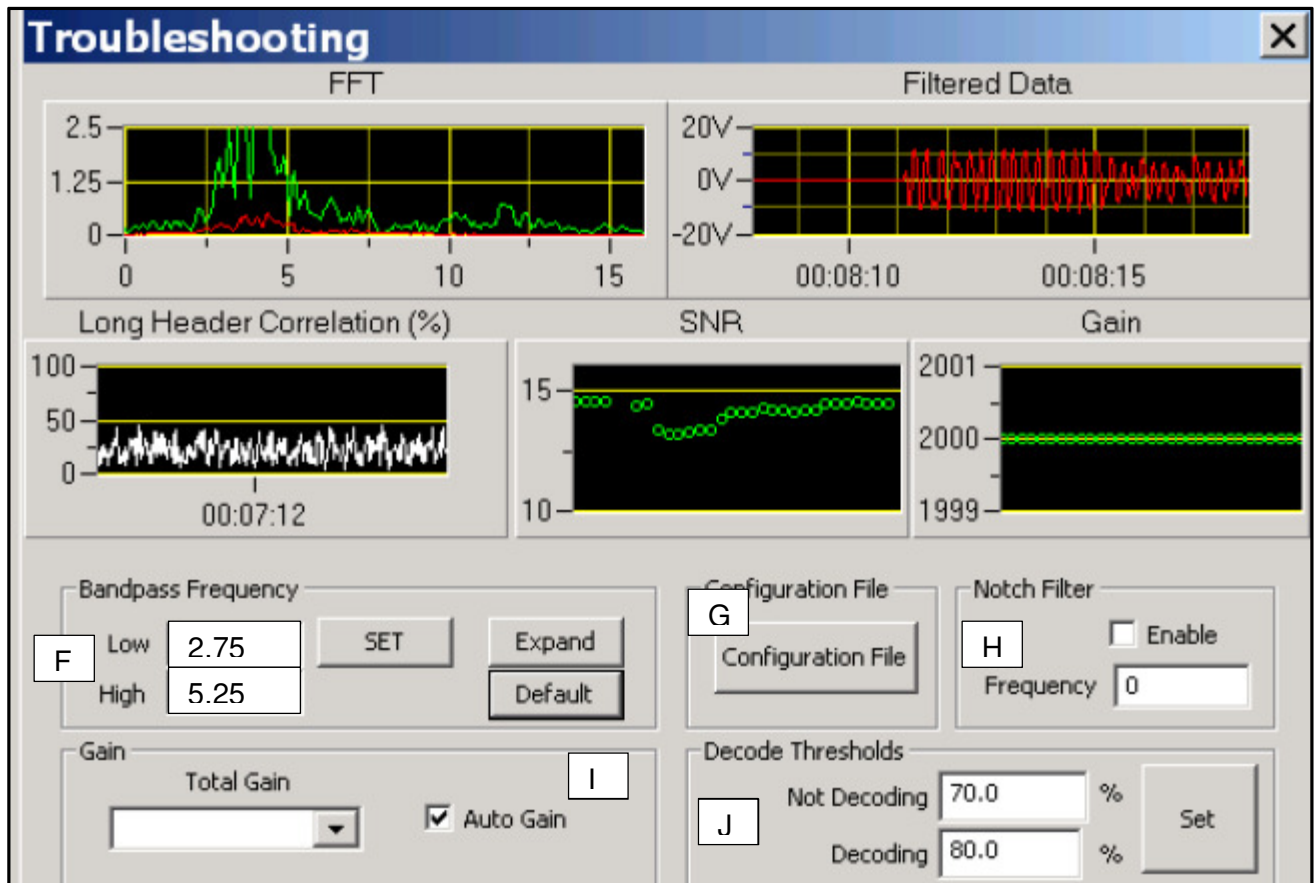 Troubleshooting
FFT
Filtered Data
2.5
1.25
0
0 5 10 15
20V
0V
-20V
00:08:10 00:08:15
Long Header Correlation (%)
SNR
Gain
100
50
0
00:07:12
15
10
2001
2000
1999
Bandpass Frequency
F
Low 2.75 SET Expand
High 5.25 Default
Configuration File
G
Configuration File
Notch Filter
H
Enable
Frequency 0
Gain
I
Total Gain
Auto Gain
Decode Thresholds
J
Not Decoding 70.0 %
Decoding 80.0 %
Set